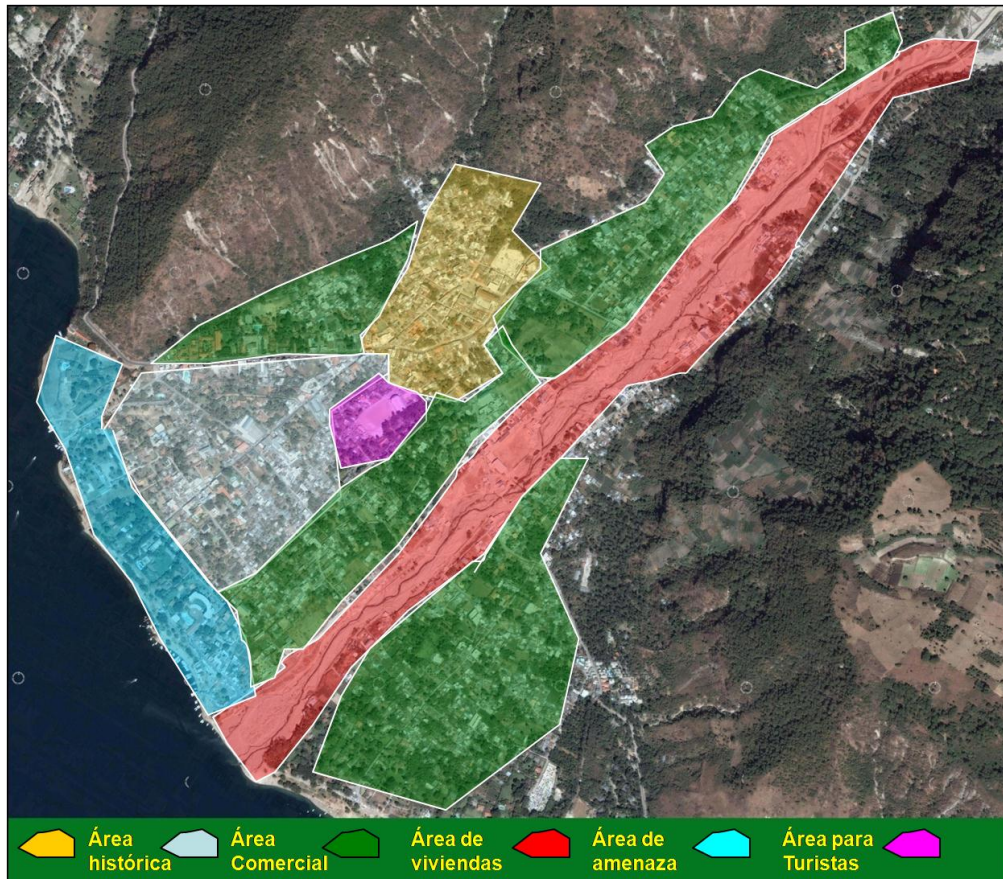 Área
histórica
Área
Comercial
Área de
viviendas
Área de
amenaza
Área para
Turistas